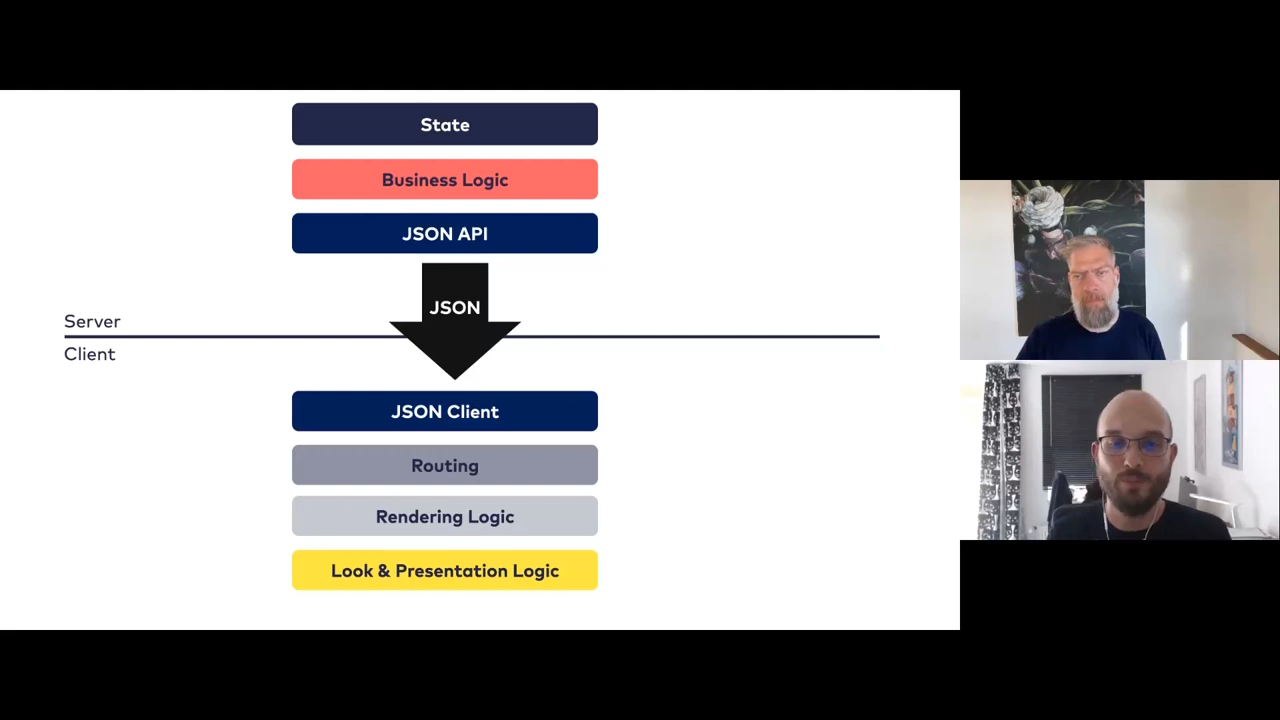 State
Business Logic
JSON API
JSON
Server
Client
JSON Client
Routing
Rendering Logic
Look & Presentation Logic